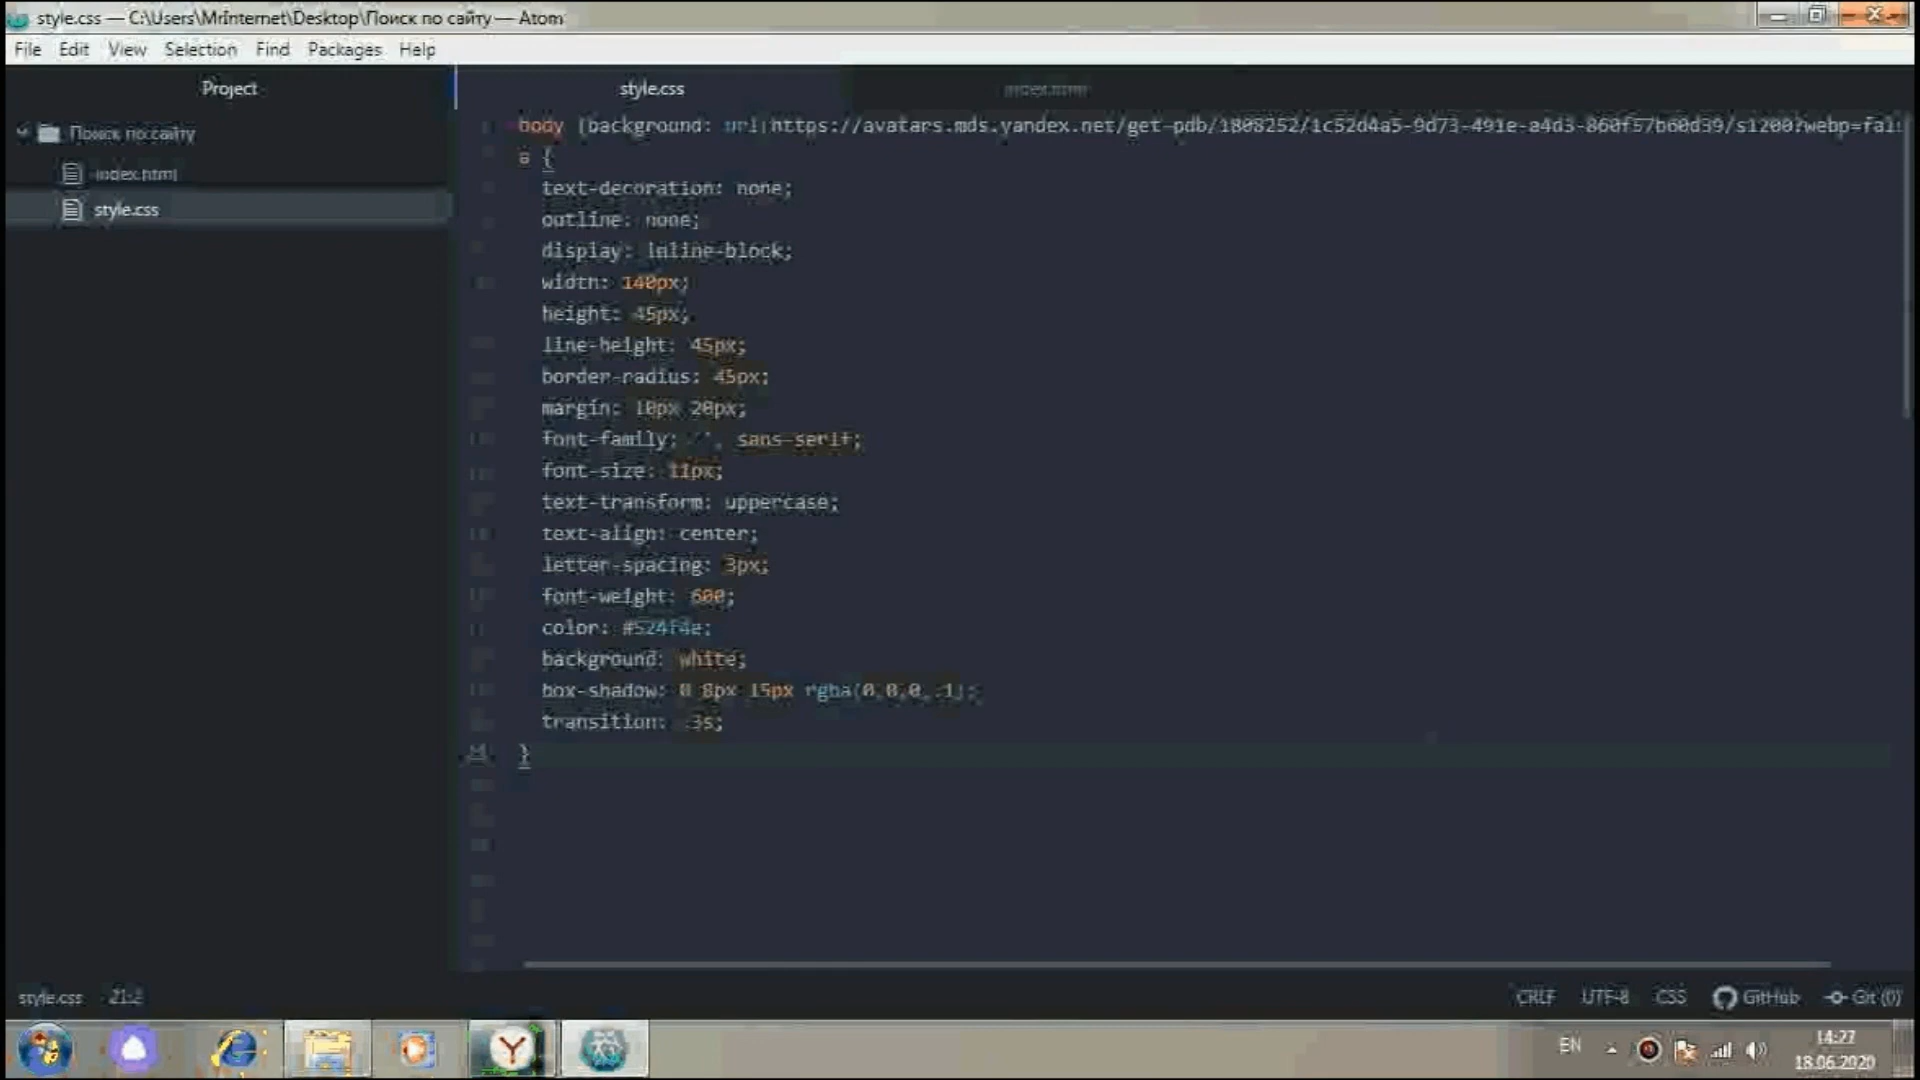 style.css — C:\Users\MrInternet\Desktop\Поиск по сайту — Atom
File Edit View Selection Find Packages Help
Project
style.css
index.html
Поиск по сайту
index.html
style.css
body {background: url(https://avatars.mds.yandex.net/get-pdb/1808252/1c52d4a5-9d73-491e-a4d3-860f57b60d39/s1200?webp=fal
a {
text-decoration: none;
outline: none;
display: inline-block;
width: 140px;
height: 45px;
line-height: 45px;
border-radius: 45px;
margin: 10px 20px;
font-family: '', sans-serif;
font-size: 11px;
text-transform: uppercase;
text-align: center;
letter-spacing: 3px;
font-weight: 600;
color: #524f4e;
background: white;
box-shadow: 0 8px 15px rgba(0,0,0,.1);
transition: .3s;
}
style.css 21:2
CRLF UTF-8 CSS GitHub Git (0)
EN
14:27
18.06.2020